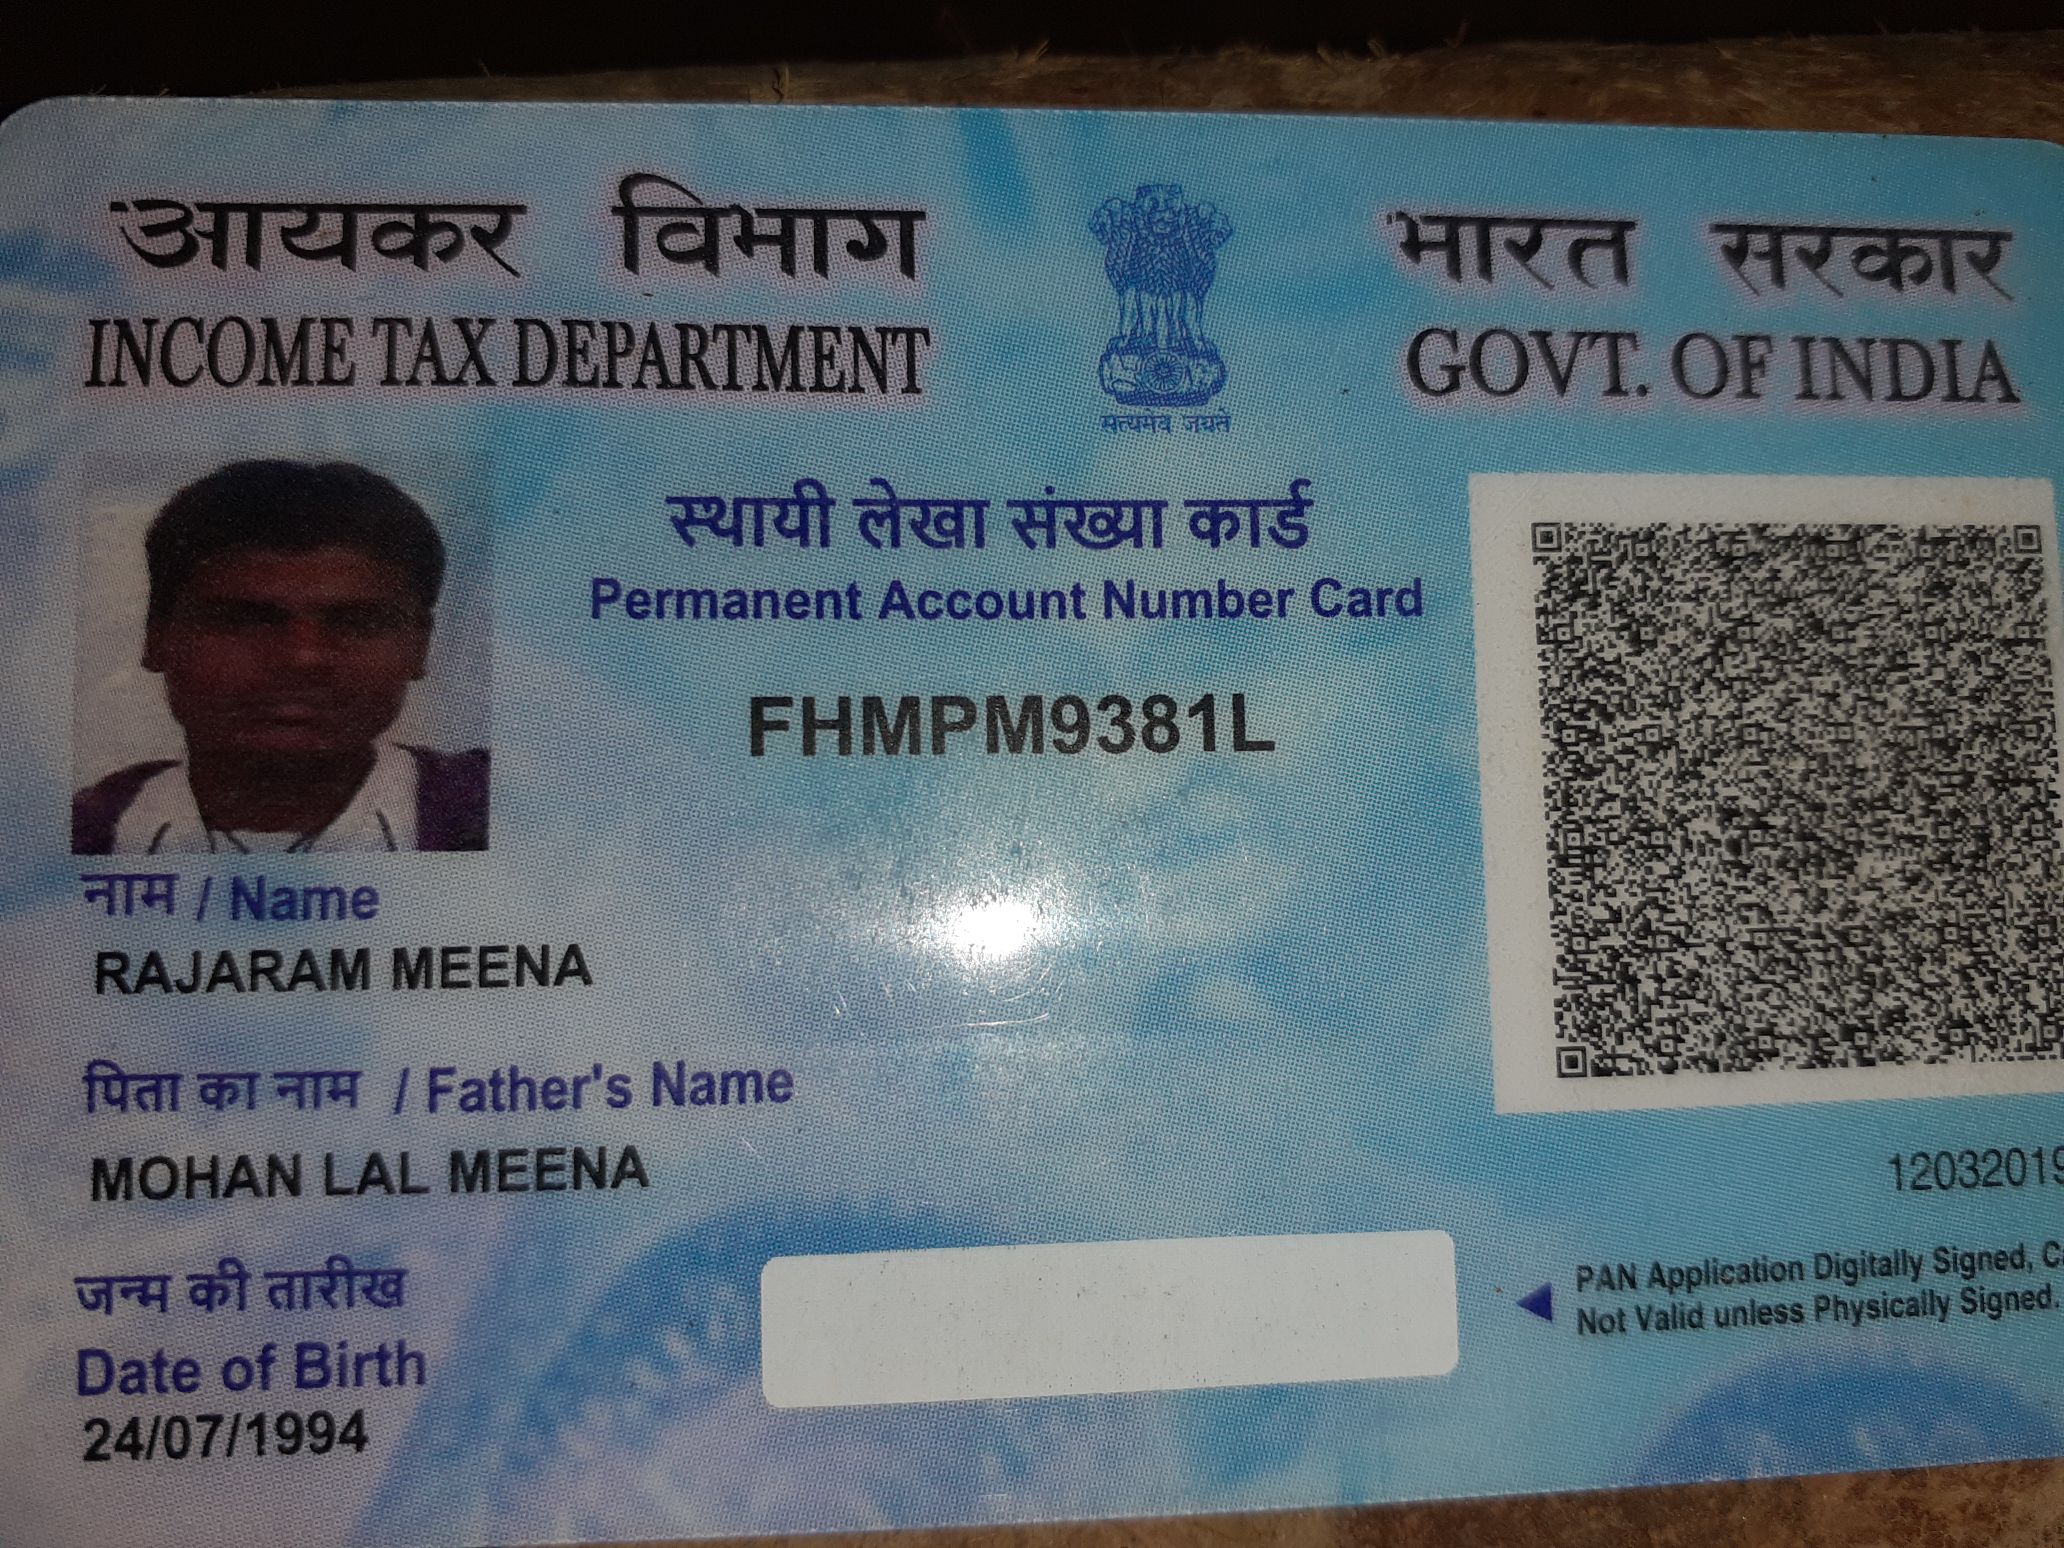 आयकर विभाग
INCOME TAX DEPARTMENT
सत्यमेव जयते
भारत सरकार
GOVT. OF INDIA
स्थायी लेखा संख्या कार्ड
Permanent Account Number Card
FHMPM9381L
नाम / Name
RAJARAM MEENA
पिता का नाम / Father's Name
MOHAN LAL MEENA
12032019
जन्म की तारीख
Date of Birth
24/07/1994
PAN Application Digitally Signed,
Not Valid unless Physically Signed.